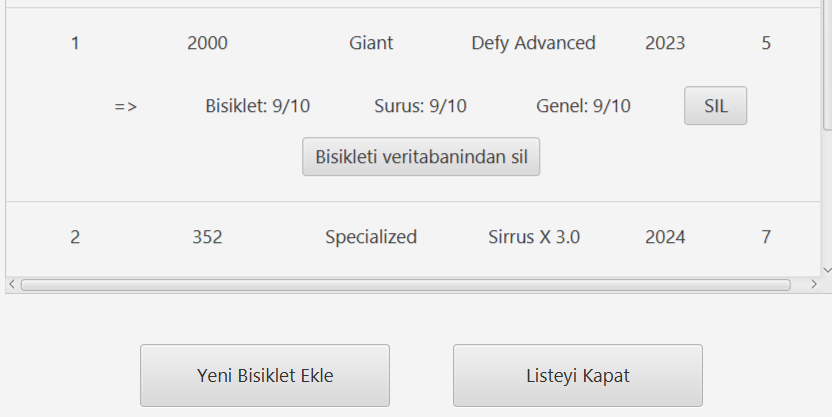 1 2000 Giant Defy Advanced 2023 5
=> Bisiklet: 9/10 Surus: 9/10 Genel: 9/10 SIL
Bisikleti veritabanindan sil
2 352 Specialized Sirrus X 3.0 2024 7
Yeni Bisiklet Ekle Listeyi Kapat